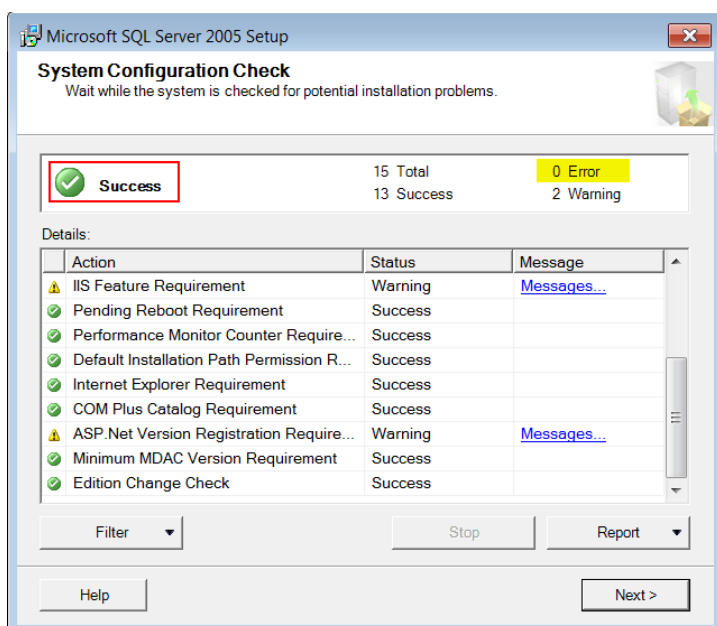 Microsoft SQL Server 2005 Setup
System Configuration Check
Wait while the system is checked for potential installation problems.
Success
15 Total
0 Error
13 Success
2 Warning
Details:
Action Status Message
IIS Feature Requirement Warning Messages...
Pending Reboot Requirement Success
Performance Monitor Counter Require... Success
Default Installation Path Permission R... Success
Internet Explorer Requirement Success
COM Plus Catalog Requirement Success
ASP.Net Version Registration Require... Warning Messages...
Minimum MDAC Version Requirement Success
Edition Change Check Success
Filter Stop Report
Help Next >